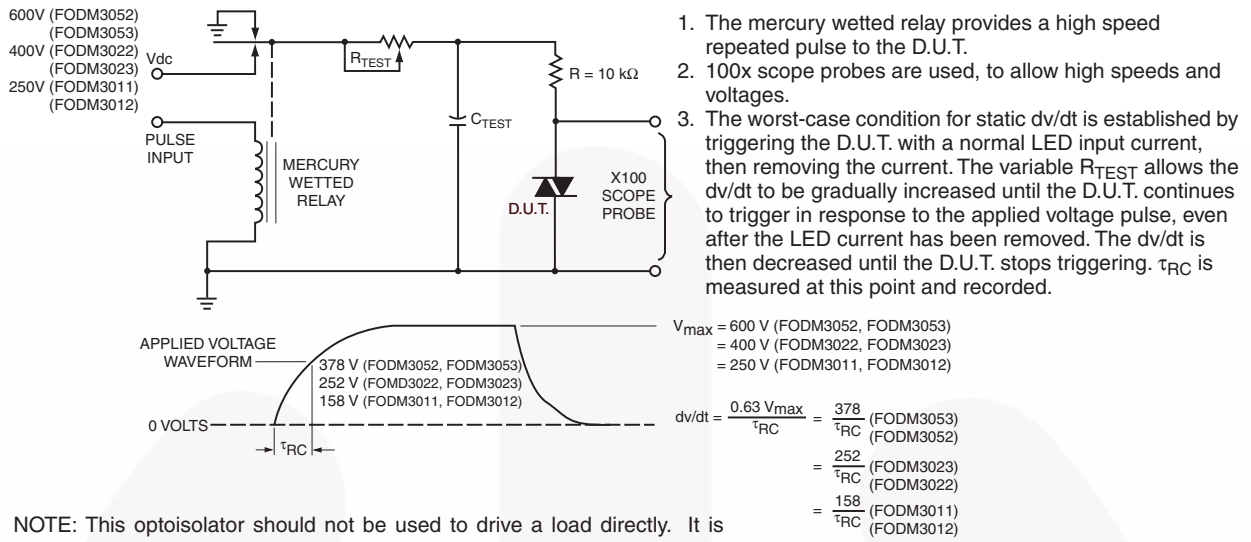 600V (FODM3052)
(FODM3053)
400V (FODM3022)
(FODM3023)
250V (FODM3011)
(FODM3012)
Vdc
PULSE
INPUT
MERCURY
WETTED
RELAY
RTEST
CTEST
R = 10 kΩ
D.U.T.
X100
SCOPE
PROBE
1. The mercury wetted relay provides a high speed
repeated pulse to the D.U.T.
2. 100x scope probes are used, to allow high speeds and
voltages.
3. The worst-case condition for static dv/dt is established by
triggering the D.U.T. with a normal LED input current,
then removing the current. The variable RTEST allows the
dv/dt to be gradually increased until the D.U.T. continues
to trigger in response to the applied voltage pulse, even
after the LED current has been removed. The dv/dt is
then decreased until the D.U.T. stops triggering. τRC is
measured at this point and recorded.
APPLIED VOLTAGE
WAVEFORM
378 V (FODM3052, FODM3053)
252 V (FOMD3022, FODM3023)
158 V (FODM3011, FODM3012)
0 VOLTS
τRC
Vmax = 600 V (FODM3052, FODM3053)
= 400 V (FODM3022, FODM3023)
= 250 V (FODM3011, FODM3012)
dv/dt = 0.63 Vmax / τRC = 378 / τRC (FODM3053)
(FODM3052)
= 252 / τRC (FODM3023)
(FODM3022)
= 158 / τRC (FODM3011)
(FODM3012)
NOTE: This optoisolator should not be used to drive a load directly. It is